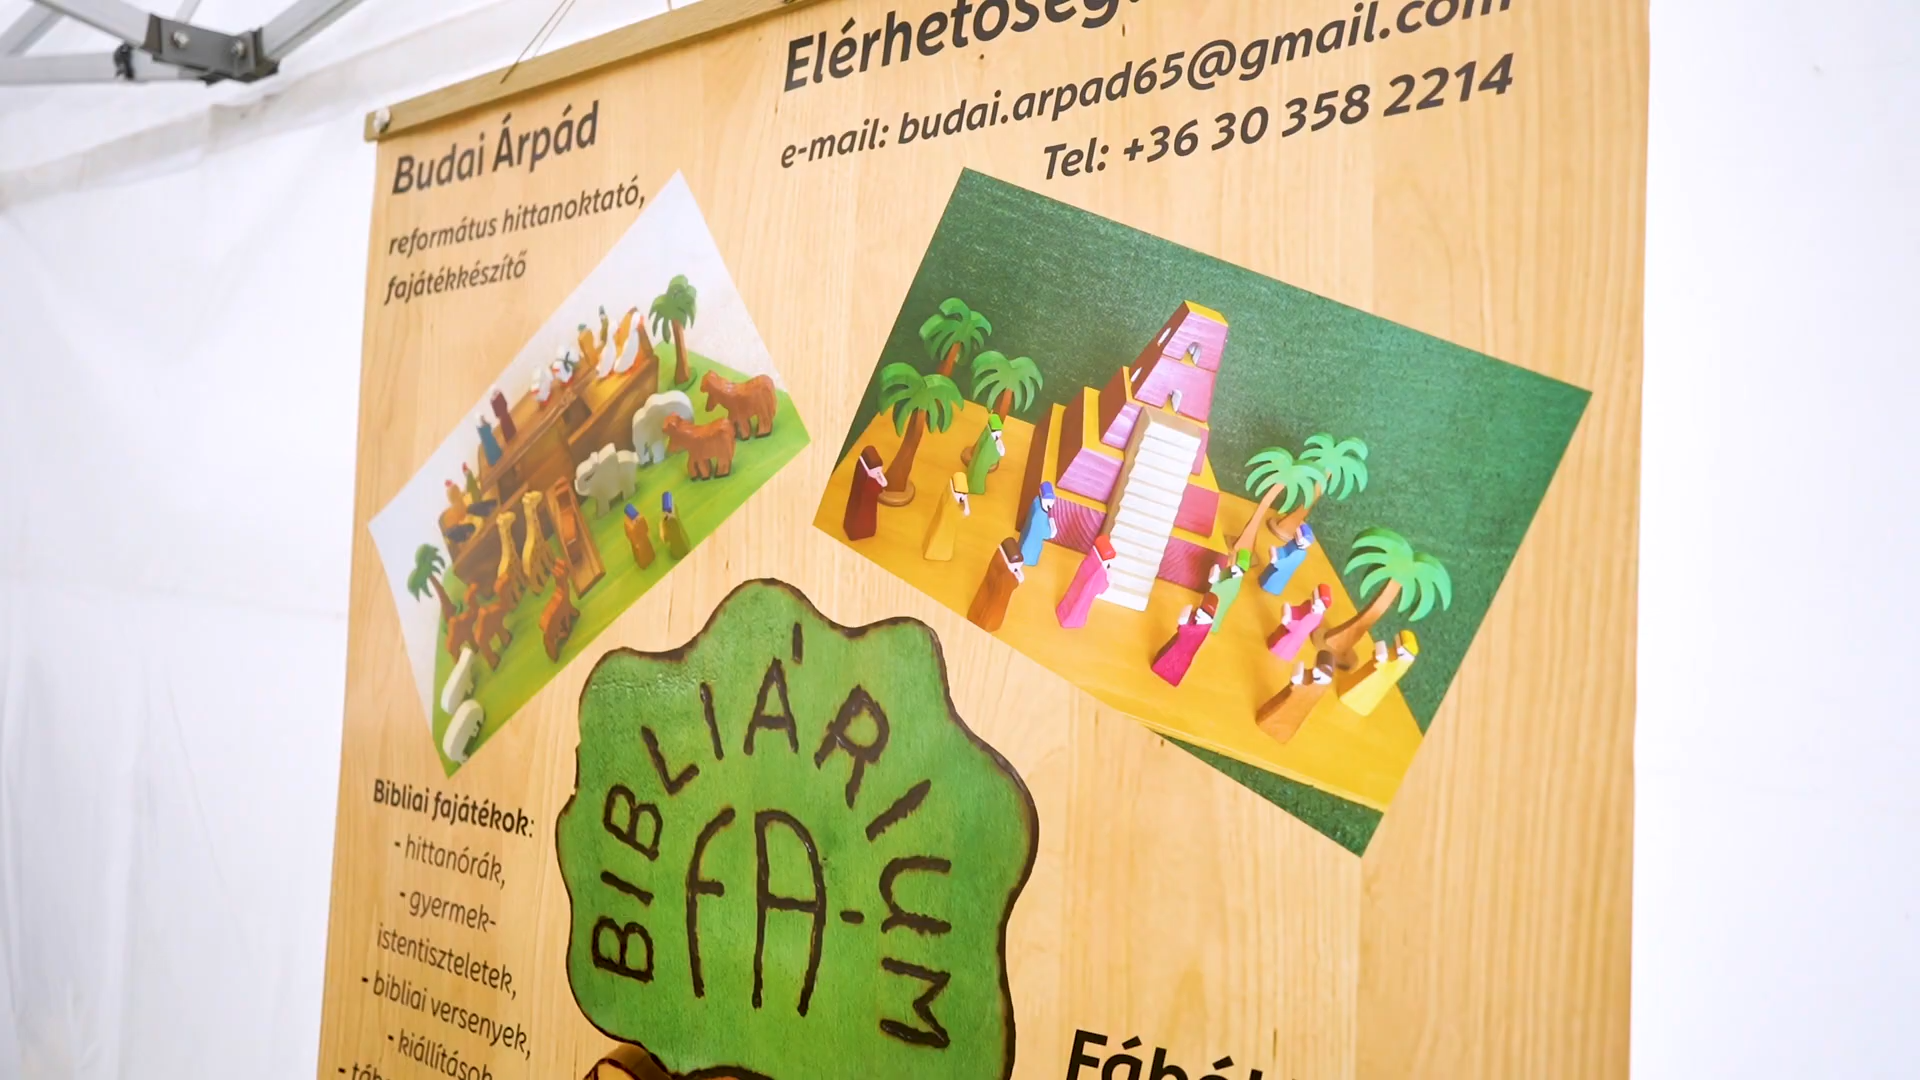 Budai Árpád
református hittanoktató,
fajátékkészítő
e-mail: budai.arpad65@gmail.com
Tel: +36 30 358 2214
BIBLIÁRIUM
FA-
Bibliai fajátékok:
- hittanórák,
- gyermek-
istentiszteletek,
- bibliai versenyek,
- kiállítások